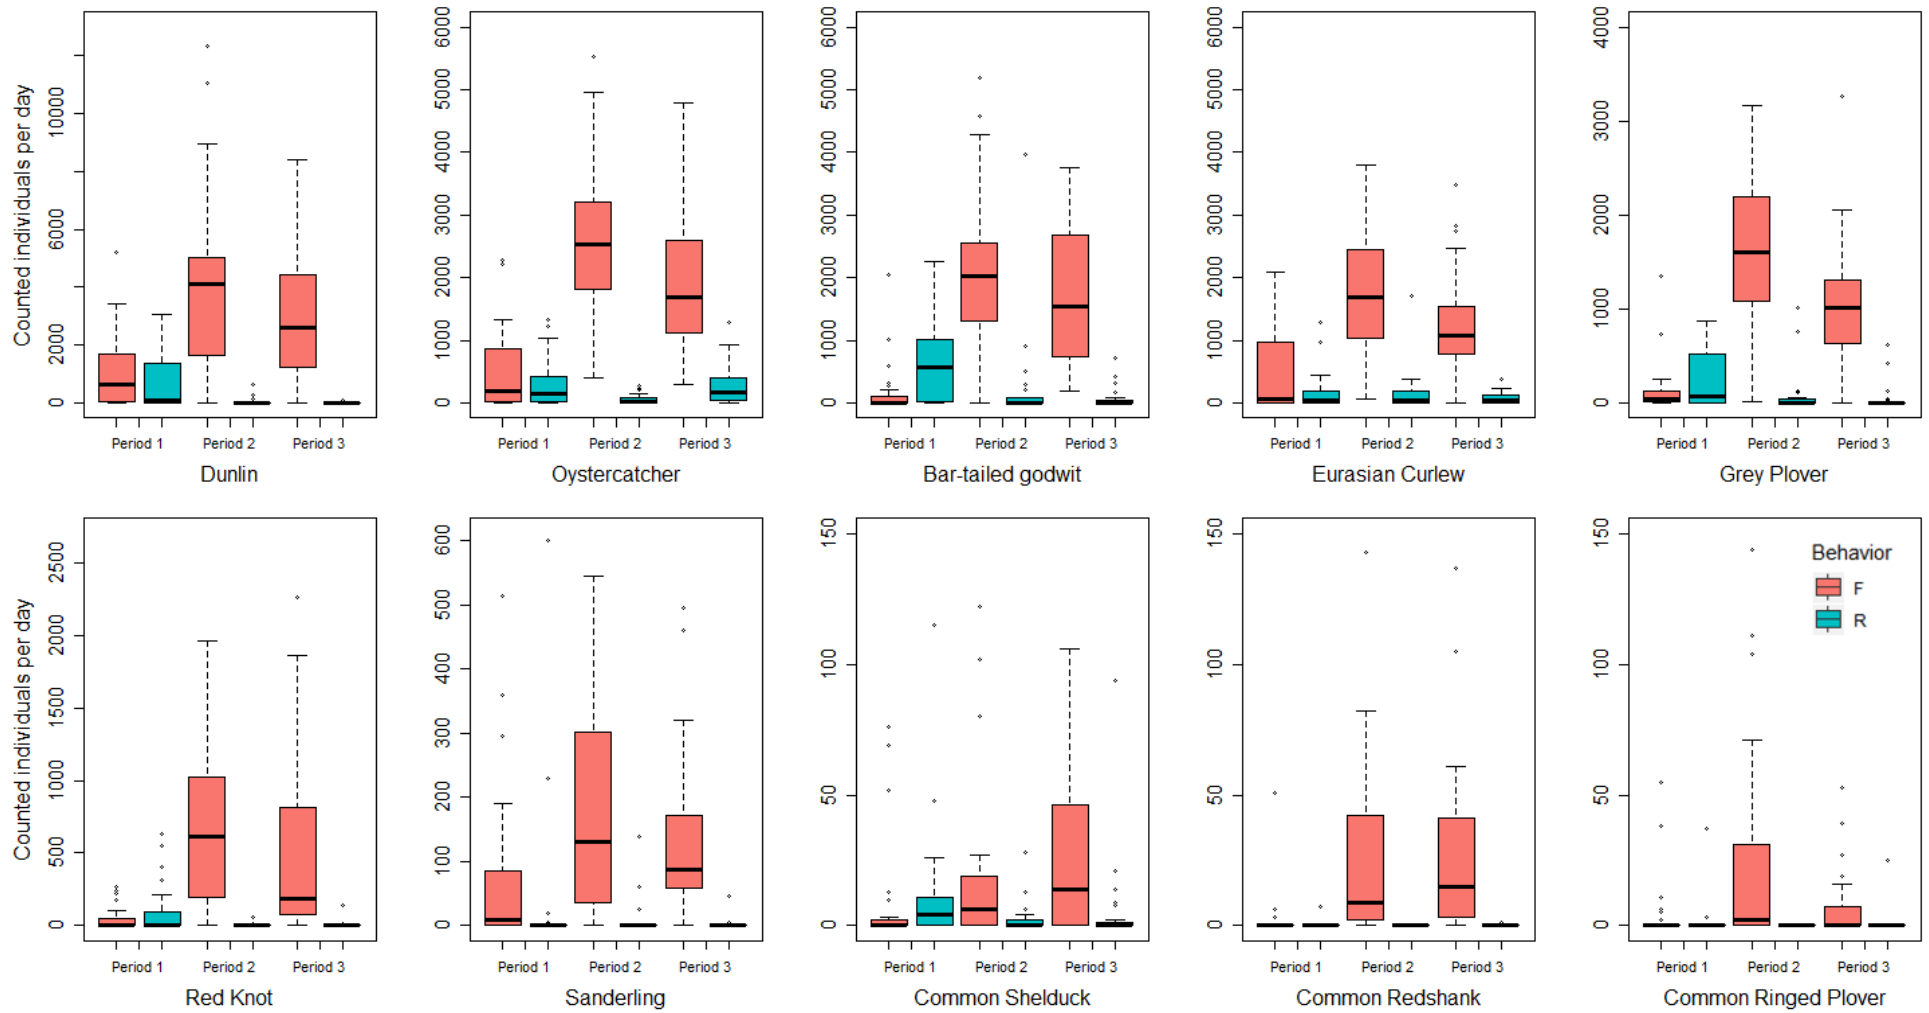 Counted individuals per day
0 2000 6000 10000
Period 1 Period 2 Period 3
Dunlin
0 1000 2000 3000 4000 5000 6000
Period 1 Period 2 Period 3
Oystercatcher
0 1000 2000 3000 4000 5000 6000
Period 1 Period 2 Period 3
Bar-tailed godwit
0 1000 2000 3000 4000 5000 6000
Period 1 Period 2 Period 3
Eurasian Curlew
0 1000 2000 3000 4000
Period 1 Period 2 Period 3
Grey Plover
Counted individuals per day
0 500 1000 1500 2000 2500
Period 1 Period 2 Period 3
Red Knot
0 100 200 300 400 500 600
Period 1 Period 2 Period 3
Sanderling
0 50 100 150
Period 1 Period 2 Period 3
Common Shelduck
0 50 100 150
Period 1 Period 2 Period 3
Common Redshank
0 50 100 150
Behavior
F
R
Period 1 Period 2 Period 3
Common Ringed Plover